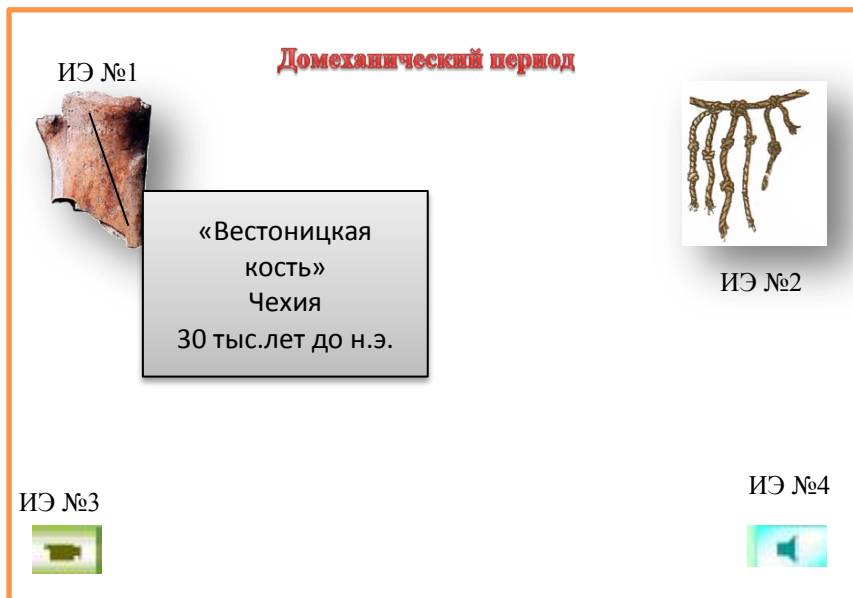 Домеханический период
ИЭ №1
«Вестоницкая
кость»
Чехия
30 тыс.лет до н.э.
ИЭ №2
ИЭ №3
ИЭ №4